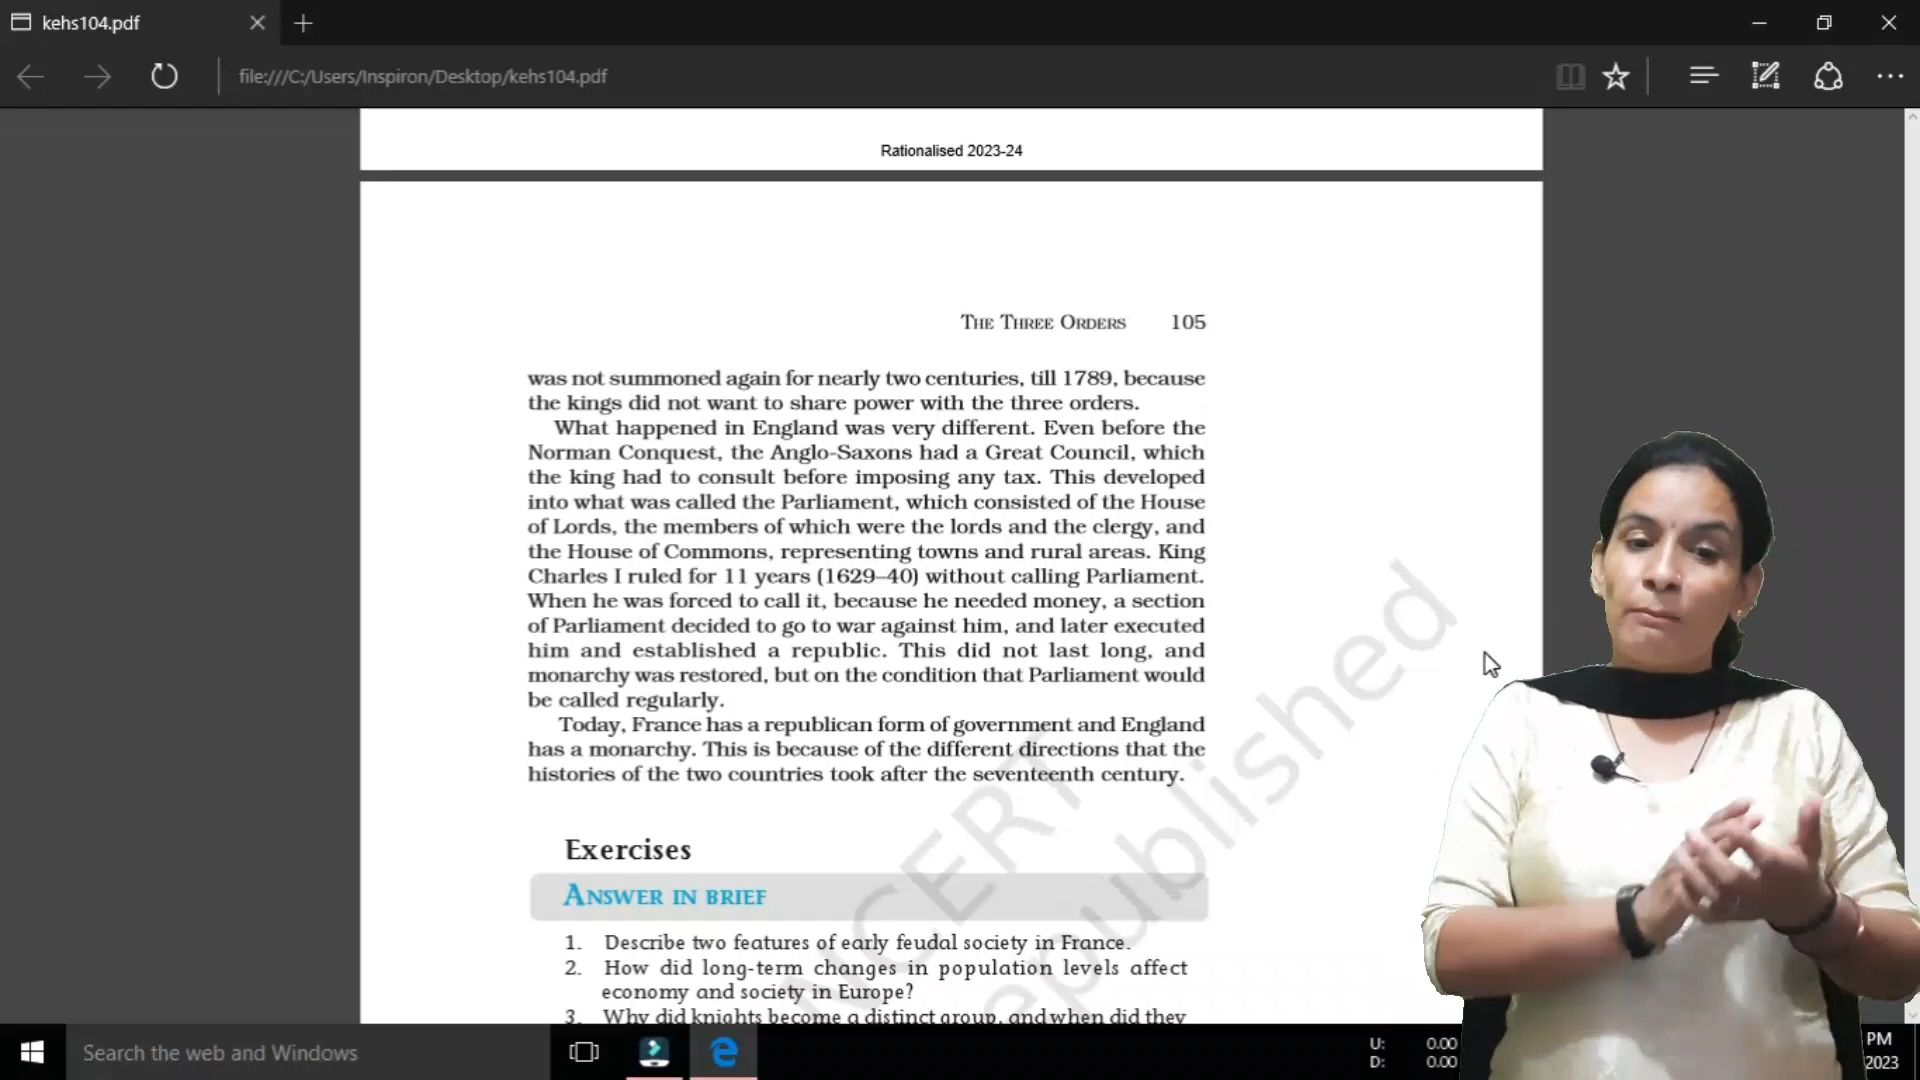 kehs104.pdf
file:///C:/Users/Inspiron/Desktop/kehs104.pdf
Rationalised 2023-24
THE THREE ORDERS 105
was not summoned again for nearly two centuries, till 1789, because
the kings did not want to share power with the three orders.
What happened in England was very different. Even before the
Norman Conquest, the Anglo-Saxons had a Great Council, which
the king had to consult before imposing any tax. This developed
into what was called the Parliament, which consisted of the House
of Lords, the members of which were the lords and the clergy, and
the House of Commons, representing towns and rural areas. King
Charles I ruled for 11 years (1629–40) without calling Parliament.
When he was forced to call it, because he needed money, a section
of Parliament decided to go to war against him, and later executed
him and established a republic. This did not last long, and
monarchy was restored, but on the condition that Parliament would
be called regularly.
Today, France has a republican form of government and England
has a monarchy. This is because of the different directions that the
histories of the two countries took after the seventeenth century.
Exercises
ANSWER IN BRIEF
1. Describe two features of early feudal society in France.
2. How did long-term changes in population levels affect
economy and society in Europe?
3. Why did knights become a distinct group, and when did they
NCERT
epublished
Search the web and Windows
U: 0.00
D: 0.00
PM
2023